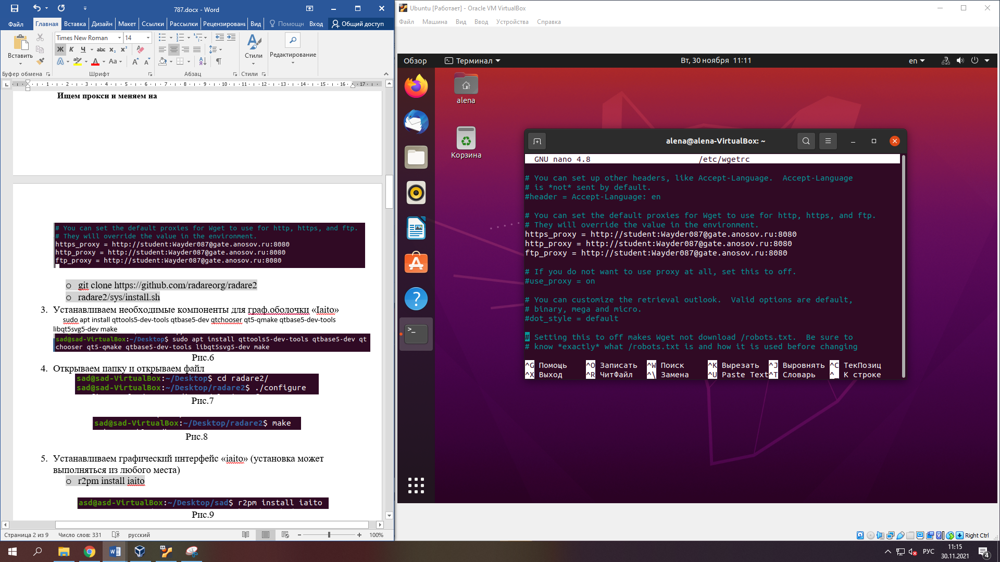 787.docx - Word
Файл
Главная
Вставка
Дизайн
Макет
Ссылки
Рассылки
Рецензирован
Вид
Помощн
Вход
Общий доступ
Times New Roman
14
Вставить
Ж К Ч abc x₂ x²
Aa
Стили
Редактирование
Буфер обмена
Шрифт
Абзац
Стили
1 2 3 4 5 6 7 8 9 10 11 12 13 14 15 16 17
Ищем прокси и меняем на
# You can set the default proxies for Wget to use for http, https, and ftp.
# They will override the value in the environment.
https_proxy = http://student:Wayder087@gate.anosov.ru:8080
http_proxy = http://student:Wayder087@gate.anosov.ru:8080
ftp_proxy = http://student:Wayder087@gate.anosov.ru:8080
o git clone https://github.com/radareorg/radare2
o radare2/sys/install.sh
3. Устанавливаем необходимые компоненты для граф.оболочки «Iaito»
sudo apt install qttools5-dev-tools qtbase5-dev qtchooser qt5-qmake qtbase5-dev-tools
libqt5svg5-dev make
sad@sad-VirtualBox:~/Desktop$ sudo apt install qttools5-dev-tools qtbase5-dev qt
chooser qt5-qmake qtbase5-dev-tools libqt5svg5-dev make
Рис.6
4. Открываем папку и открываем файл
sad@sad-VirtualBox:~/Desktop$ cd radare2/
sad@sad-VirtualBox:~/Desktop/radare2$ ./configure
Рис.7
sad@sad-VirtualBox:~/Desktop/radare2$ make
Рис.8
5. Устанавливаем графический интерфейс «iaito» (установка может
выполняться из любого места)
o r2pm install iaito
asd@asd-VirtualBox:~/Desktop/sad$ r2pm install iaito
Рис.9
Страница 2 из 9
Число слов: 331
русский
100%
Ubuntu [Работает] - Oracle VM VirtualBox
Файл Машина Вид Ввод Устройства Справка
Обзор
Терминал
Вт, 30 ноября 11:11
en
alena
Корзина
alena@alena-VirtualBox: ~
GNU nano 4.8 /etc/wgetrc
# You can set up other headers, like Accept-Language.  Accept-Language
# is *not* sent by default.
#header = Accept-Language: en
# You can set the default proxies for Wget to use for http, https, and ftp.
# They will override the value in the environment.
https_proxy = http://student:Wayder087@gate.anosov.ru:8080
http_proxy = http://student:Wayder087@gate.anosov.ru:8080
ftp_proxy = http://student:Wayder087@gate.anosov.ru:8080
# If you do not want to use proxy at all, set this to off.
#use_proxy = on
# You can customize the retrieval outlook.  Valid options are default,
# binary, mega and micro.
#dot_style = default
# Setting this to off makes Wget not download /robots.txt.  Be sure to
# know *exactly* what /robots.txt is and how it is used before changing
^G Помощь ^O Записать ^W Поиск ^K Вырезать ^J Выровнять ^C ТекПозиц
^X Выход ^R ЧитФайл ^\ Замена ^U Paste Text ^T Словарь ^_ К строке
Right Ctrl
РУС
11:15
30.11.2021
4